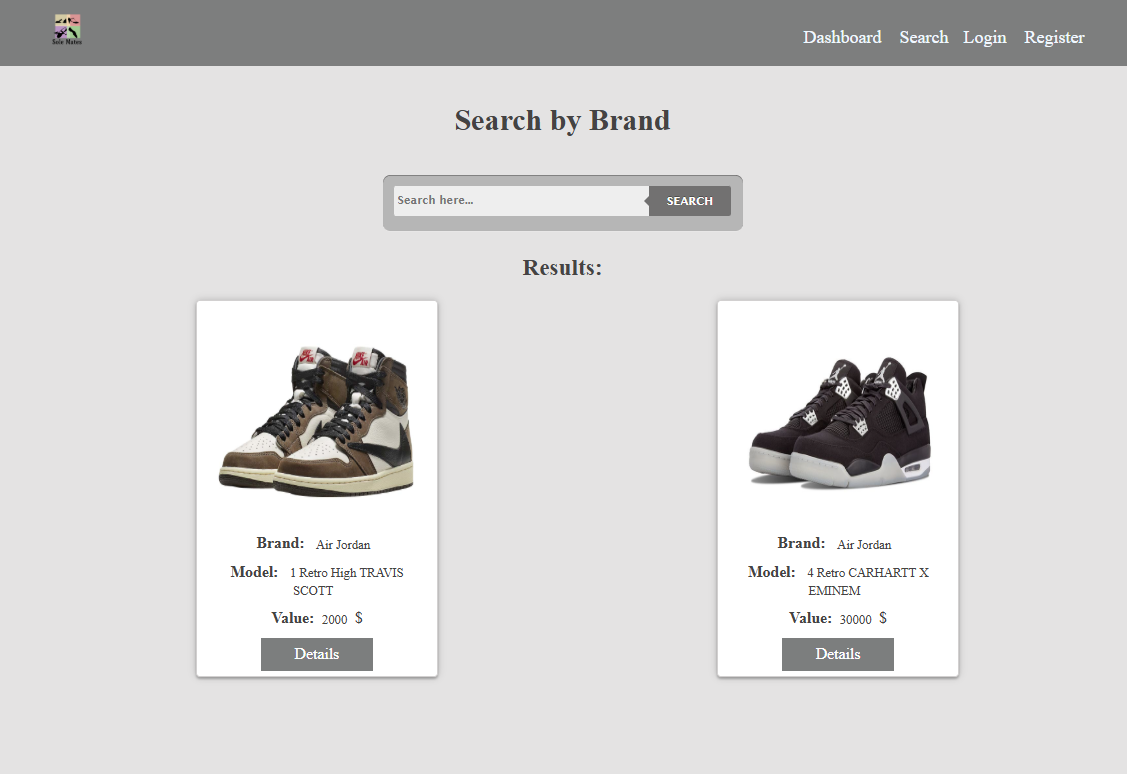 Sole Mates
Dashboard Search Login Register
Search by Brand
Search here... SEARCH
Results:
Brand: Air Jordan
Model: 1 Retro High TRAVIS
SCOTT
Value: 2000 $
Details
Brand: Air Jordan
Model: 4 Retro CARHARTT X
EMINEM
Value: 30000 $
Details